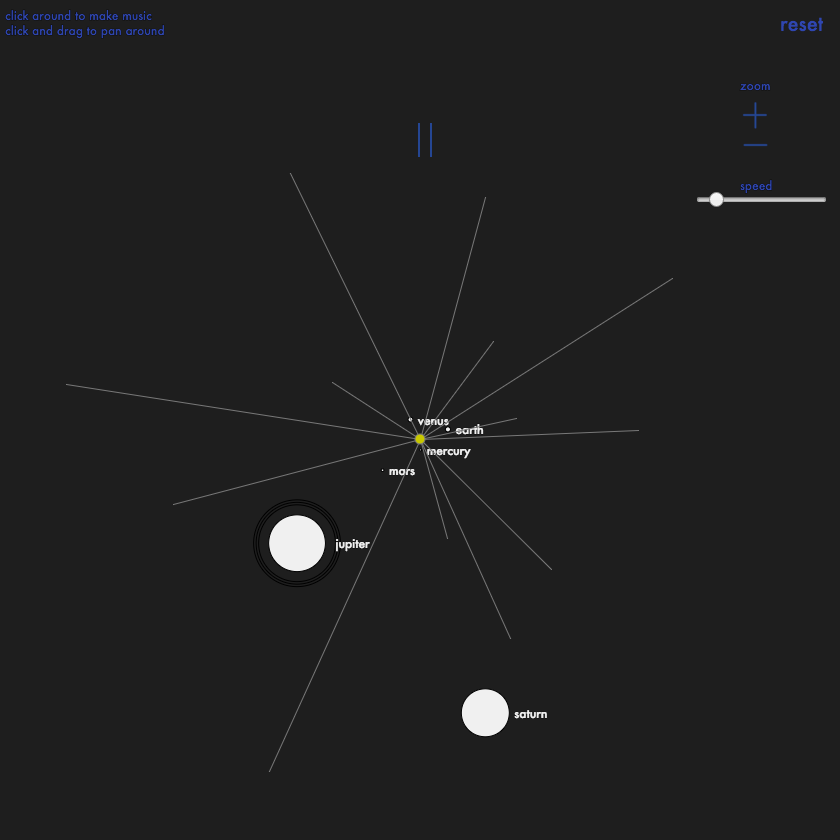 click around to make music
click and drag to pan around
reset
zoom
speed
venus
earth
mercury
mars
jupiter
saturn